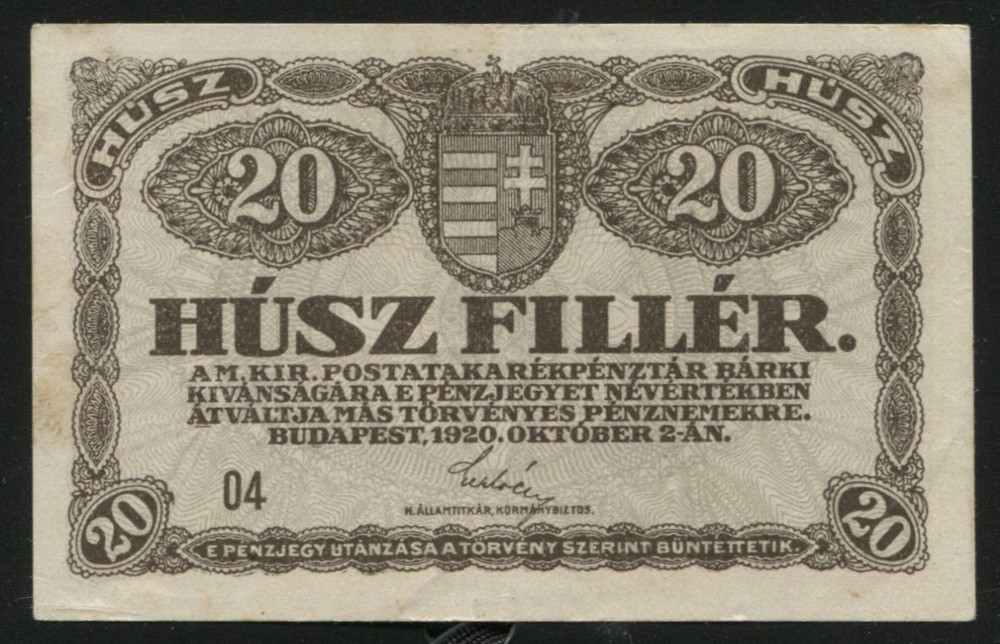 HÚSZ
HÚSZ
20
20
HÚSZ FILLÉR.
A M. KIR. POSTATAKARÉKPÉNZTÁR BÁRKI
KIVÁNSÁGÁRA E PÉNZJEGYET NÉVÉRTÉKBEN
ÁTVÁLTJA MÁS TÖRVÉNYES PÉNZNEMEKRE.
BUDAPEST, 1920. OKTÓBER 2-ÁN.
04
H. ÁLLAMTITKÁR, KORMÁNYBIZTOS.
20
E PÉNZJEGY UTÁNZÁSA A TÖRVÉNY SZERINT BÜNTETTETIK.
20